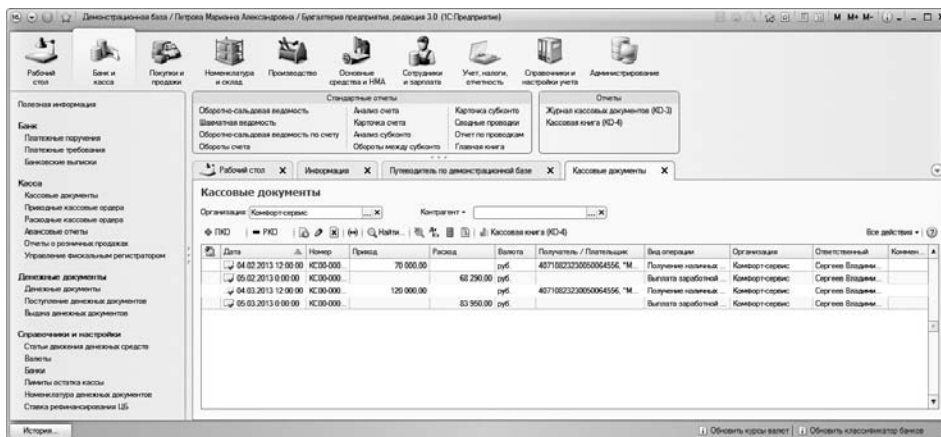 Демонстрационная база / Петрова Марианна Александровна / Бухгалтерия предприятия, редакция 3.0 (1С:Предприятие)
M M+ M-
Рабочий стол
Банк и касса
Покупки и продажи
Номенклатура и склад
Производство
Основные средства и НМА
Сотрудники и зарплата
Учет, налоги, отчетность
Справочники и настройки учета
Администрирование
Полезная информация
Банк
Платежные поручения
Платежные требования
Банковские выписки
Касса
Кассовые документы
Приходные кассовые ордера
Расходные кассовые ордера
Авансовые отчеты
Отчеты о розничных продажах
Управление фискальным регистратором
Денежные документы
Денежные документы
Поступление денежных документов
Выдача денежных документов
Справочники и настройки
Статьи движения денежных средств
Валюты
Банки
Лимиты остатка кассы
Номенклатура денежных документов
Ставка рефинансирования ЦБ
Стандартные отчеты
Оборотно-сальдовая ведомость
Шахматная ведомость
Оборотно-сальдовая ведомость по счету
Обороты счета
Анализ счета
Карточка счета
Анализ субконто
Обороты между субконто
Карточка субконто
Сводные проводки
Отчет по проводкам
Главная книга
Отчеты
Журнал кассовых документов (КО-3)
Кассовая книга (КО-4)
Рабочий стол
Информация
Путеводитель по демонстрационной базе
Кассовые документы
Кассовые документы
Организация: Комфорт-сервис
Контрагент
ПКО РКО Найти... Кассовая книга (КО-4) Все действия
Дата Номер Приход Расход Валюта Получатель / Плательщик Вид операции Организация Ответственный Коммен...
04.02.2013 12:00:00 КС00-000... 70 000,00 руб. 40710823230050064556, "М... Получение наличных ... Комфорт-сервис Сергеев Владими...
05.02.2013 0:00:00 КС00-000... 68 290,00 руб. Выплата заработной ... Комфорт-сервис Сергеев Владими...
04.03.2013 12:00:00 КС00-000... 120 000,00 руб. 40710823230050064556, "М... Получение наличных ... Комфорт-сервис Сергеев Владими...
05.03.2013 0:00:00 КС00-000... 83 950,00 руб. Выплата заработной ... Комфорт-сервис Сергеев Владими...
История...
Обновить курсы валют
Обновить классификатор банков